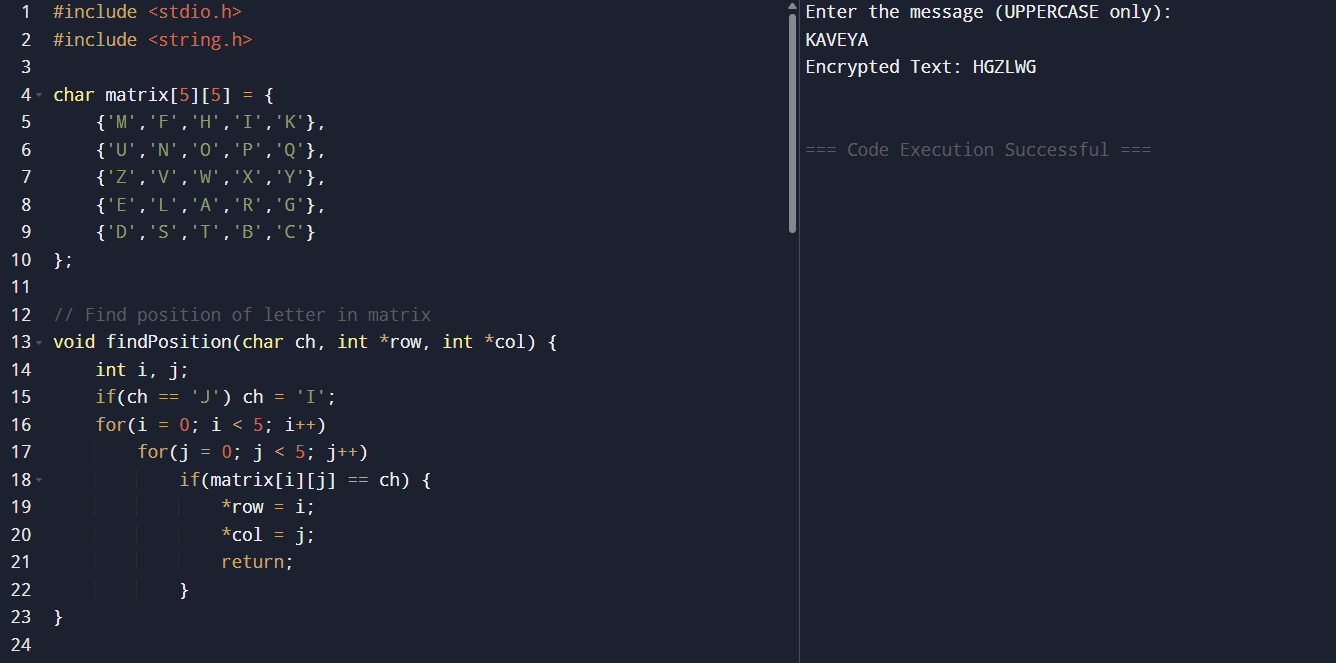 1 #include <stdio.h>
2 #include <string.h>
3
4 char matrix[5][5] = {
5     {'M','F','H','I','K'},
6     {'U','N','O','P','Q'},
7     {'Z','V','W','X','Y'},
8     {'E','L','A','R','G'},
9     {'D','S','T','B','C'}
10 };
11
12 // Find position of letter in matrix
13 void findPosition(char ch, int *row, int *col) {
14     int i, j;
15     if(ch == 'J') ch = 'I';
16     for(i = 0; i < 5; i++)
17         for(j = 0; j < 5; j++)
18             if(matrix[i][j] == ch) {
19                 *row = i;
20                 *col = j;
21                 return;
22             }
23 }
24
Enter the message (UPPERCASE only):
KAVEYA
Encrypted Text: HGZLWG
=== Code Execution Successful ===